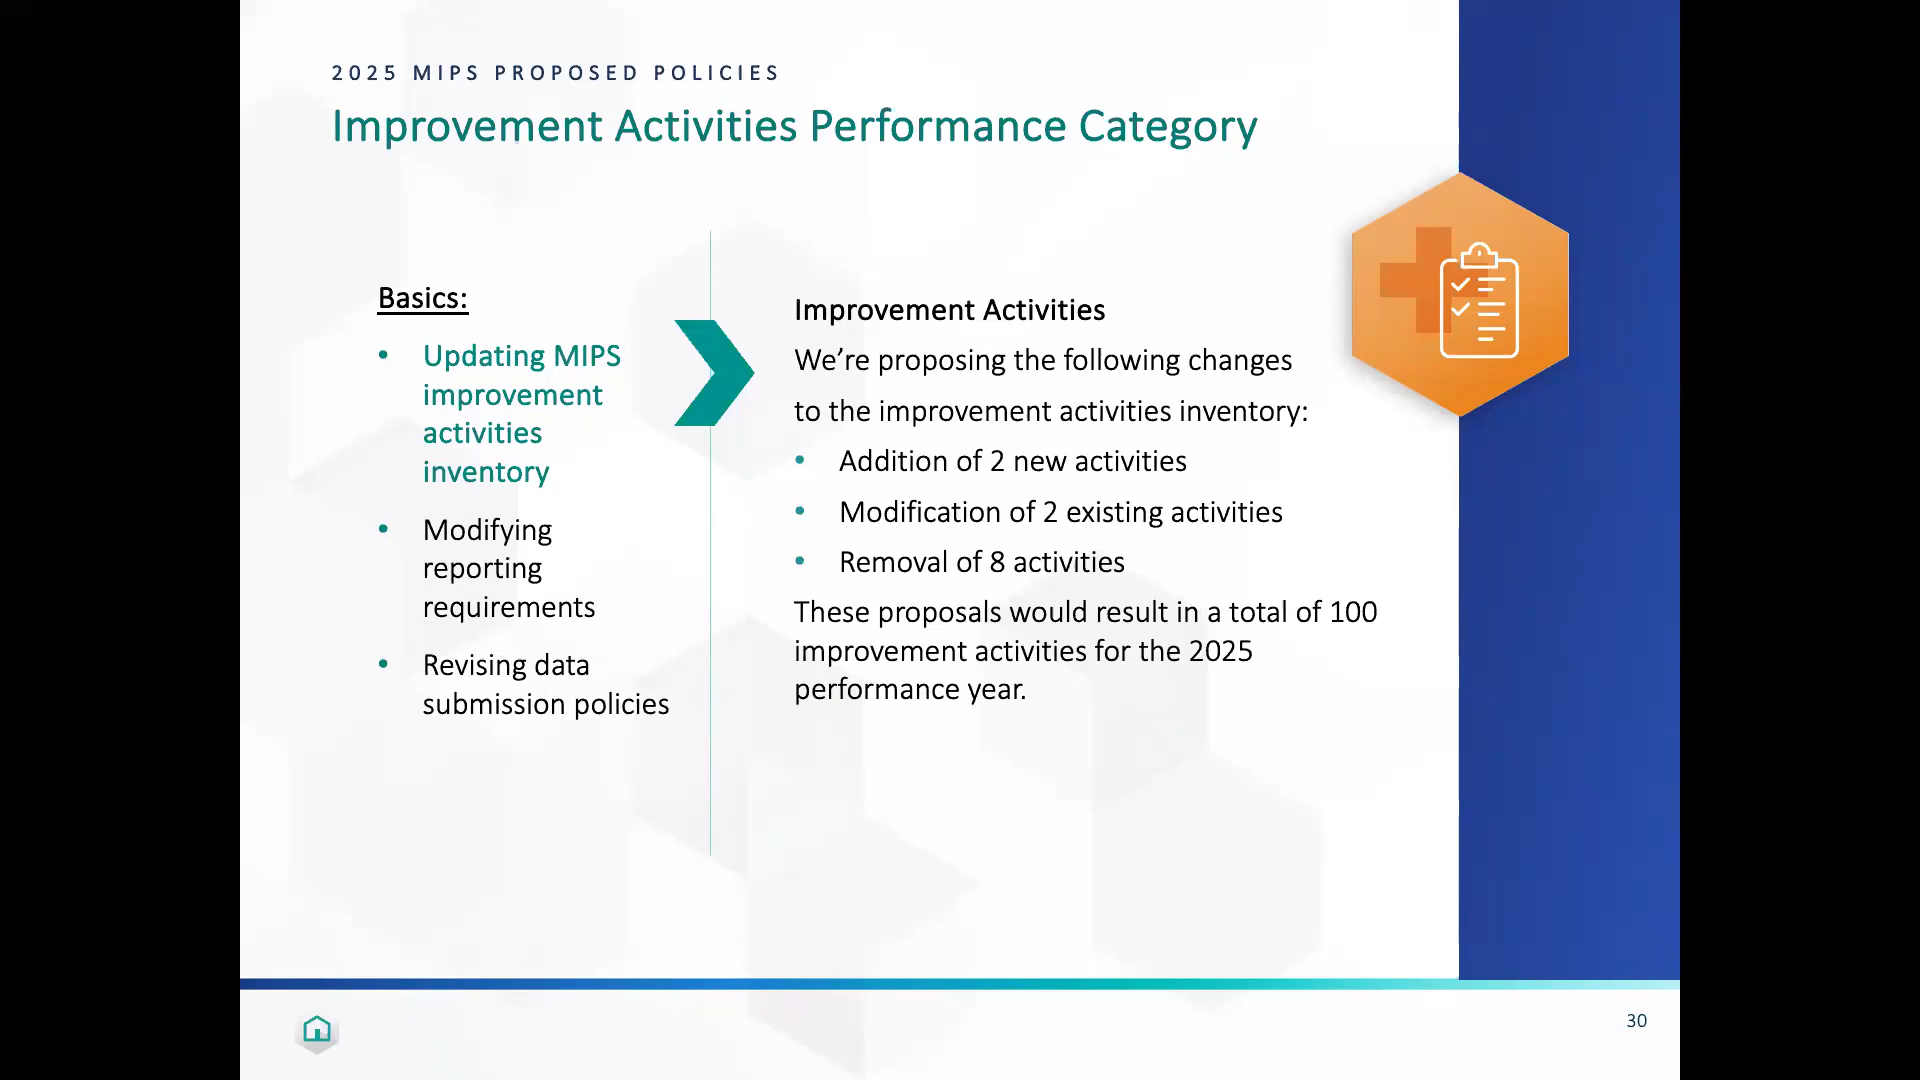 2025 MIPS PROPOSED POLICIES
Improvement Activities Performance Category
Basics:
• Updating MIPS
improvement
activities
inventory
• Modifying
reporting
requirements
• Revising data
submission policies
Improvement Activities
We’re proposing the following changes
to the improvement activities inventory:
• Addition of 2 new activities
• Modification of 2 existing activities
• Removal of 8 activities
These proposals would result in a total of 100
improvement activities for the 2025
performance year.
30